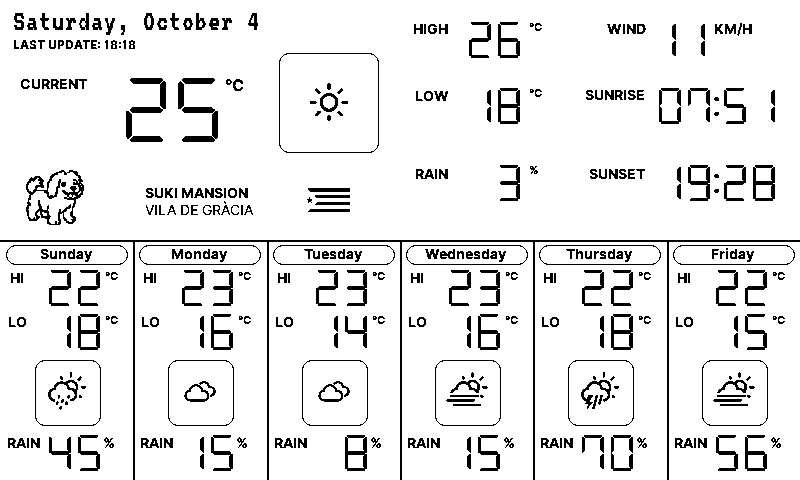 Saturday, October 4
LAST UPDATE: 18:18
CURRENT 25 °C
HIGH 26 °C
WIND 11 KM/H
LOW 18 °C
SUNRISE 07:51
RAIN 3 %
SUNSET 19:28
SUKI MANSION
VILA DE GRÀCIA
Sunday
HI 22 °C
LO 18 °C
RAIN 45 %
Monday
HI 23 °C
LO 16 °C
RAIN 15 %
Tuesday
HI 23 °C
LO 14 °C
RAIN 8 %
Wednesday
HI 23 °C
LO 16 °C
RAIN 15 %
Thursday
HI 22 °C
LO 18 °C
RAIN 70 %
Friday
HI 22 °C
LO 15 °C
RAIN 56 %